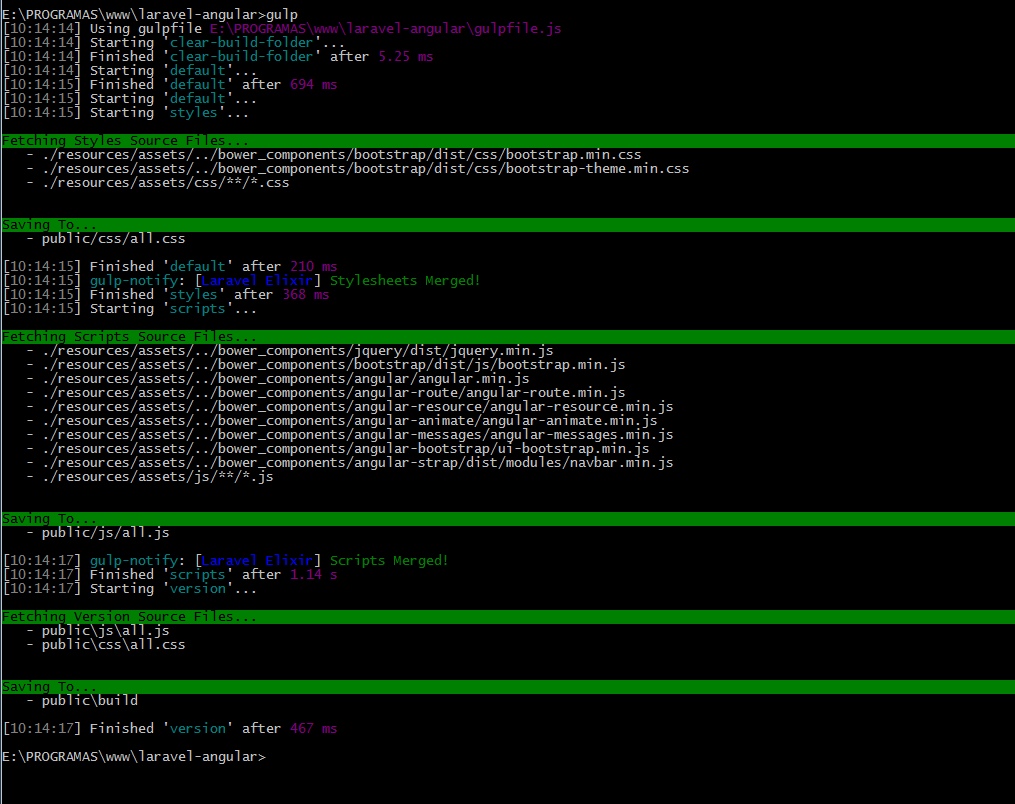 E:\PROGRAMAS\www\laravel-angular>gulp
[10:14:14] Using gulpfile E:\PROGRAMAS\www\laravel-angular\gulpfile.js
[10:14:14] Starting 'clear-build-folder'...
[10:14:14] Finished 'clear-build-folder' after 5.25 ms
[10:14:14] Starting 'default'...
[10:14:15] Finished 'default' after 694 ms
[10:14:15] Starting 'default'...
[10:14:15] Starting 'styles'...
Fetching Styles Source Files...
- ./resources/assets/../bower_components/bootstrap/dist/css/bootstrap.min.css
- ./resources/assets/../bower_components/bootstrap/dist/css/bootstrap-theme.min.css
- ./resources/assets/css/**/*.css
Saving To...
- public/css/all.css
[10:14:15] Finished 'default' after 210 ms
[10:14:15] gulp-notify: [Laravel Elixir] Stylesheets Merged!
[10:14:15] Finished 'styles' after 368 ms
[10:14:15] Starting 'scripts'...
Fetching Scripts Source Files...
- ./resources/assets/../bower_components/jquery/dist/jquery.min.js
- ./resources/assets/../bower_components/bootstrap/dist/js/bootstrap.min.js
- ./resources/assets/../bower_components/angular/angular.min.js
- ./resources/assets/../bower_components/angular-route/angular-route.min.js
- ./resources/assets/../bower_components/angular-resource/angular-resource.min.js
- ./resources/assets/../bower_components/angular-animate/angular-animate.min.js
- ./resources/assets/../bower_components/angular-messages/angular-messages.min.js
- ./resources/assets/../bower_components/angular-bootstrap/ui-bootstrap.min.js
- ./resources/assets/../bower_components/angular-strap/dist/modules/navbar.min.js
- ./resources/assets/js/**/*.js
Saving To...
- public/js/all.js
[10:14:17] gulp-notify: [Laravel Elixir] Scripts Merged!
[10:14:17] Finished 'scripts' after 1.14 s
[10:14:17] Starting 'version'...
Fetching Version Source Files...
- public\js\all.js
- public\css\all.css
Saving To...
- public\build
[10:14:17] Finished 'version' after 467 ms
E:\PROGRAMAS\www\laravel-angular>